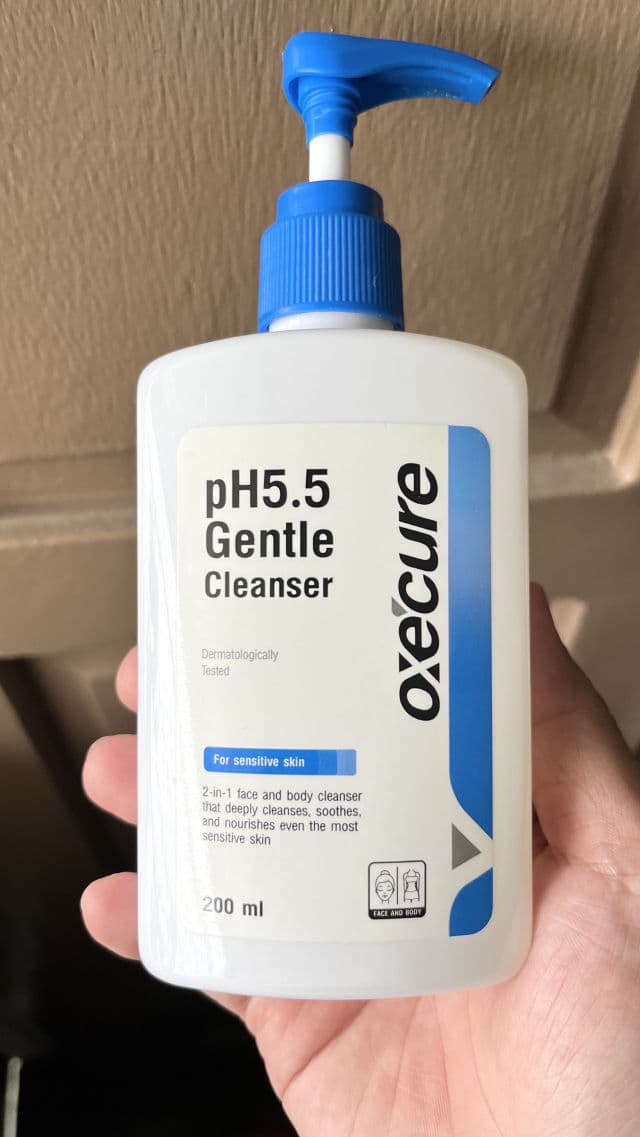 pH5.5
Gentle
Cleanser
oxécure
Dermatologically
Tested
For sensitive skin
2-in-1 face and body cleanser
that deeply cleanses, soothes,
and nourishes even the most
sensitive skin
200 ml
FACE AND BODY